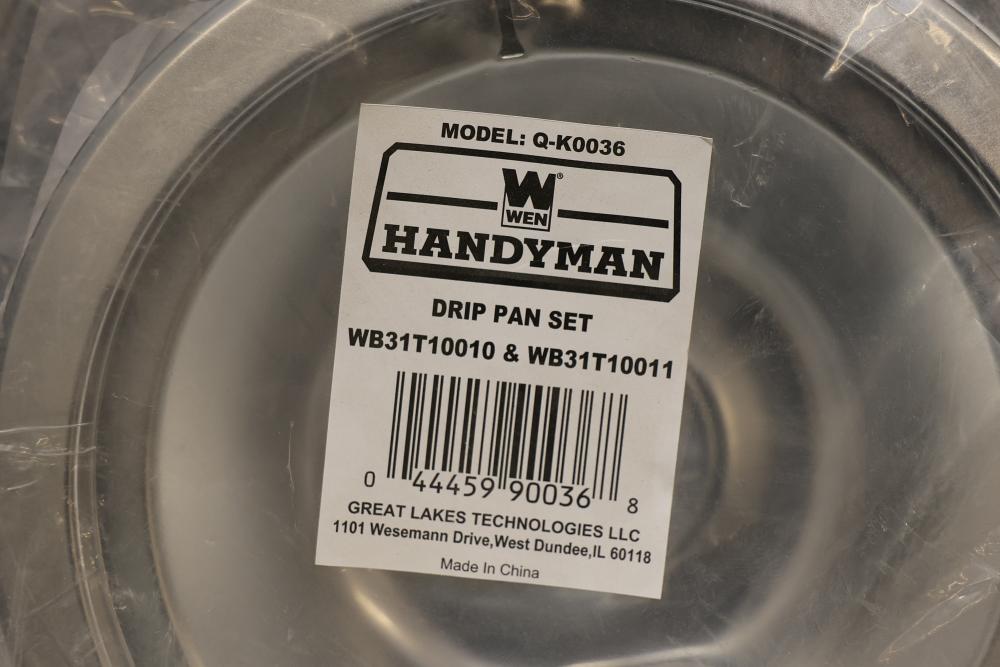 MODEL: Q-K0036
W®
WEN
HANDYMAN
DRIP PAN SET
WB31T10010 & WB31T10011
0 44459 90036 8
GREAT LAKES TECHNOLOGIES LLC
1101 Wesemann Drive,West Dundee,IL 60118
Made In China